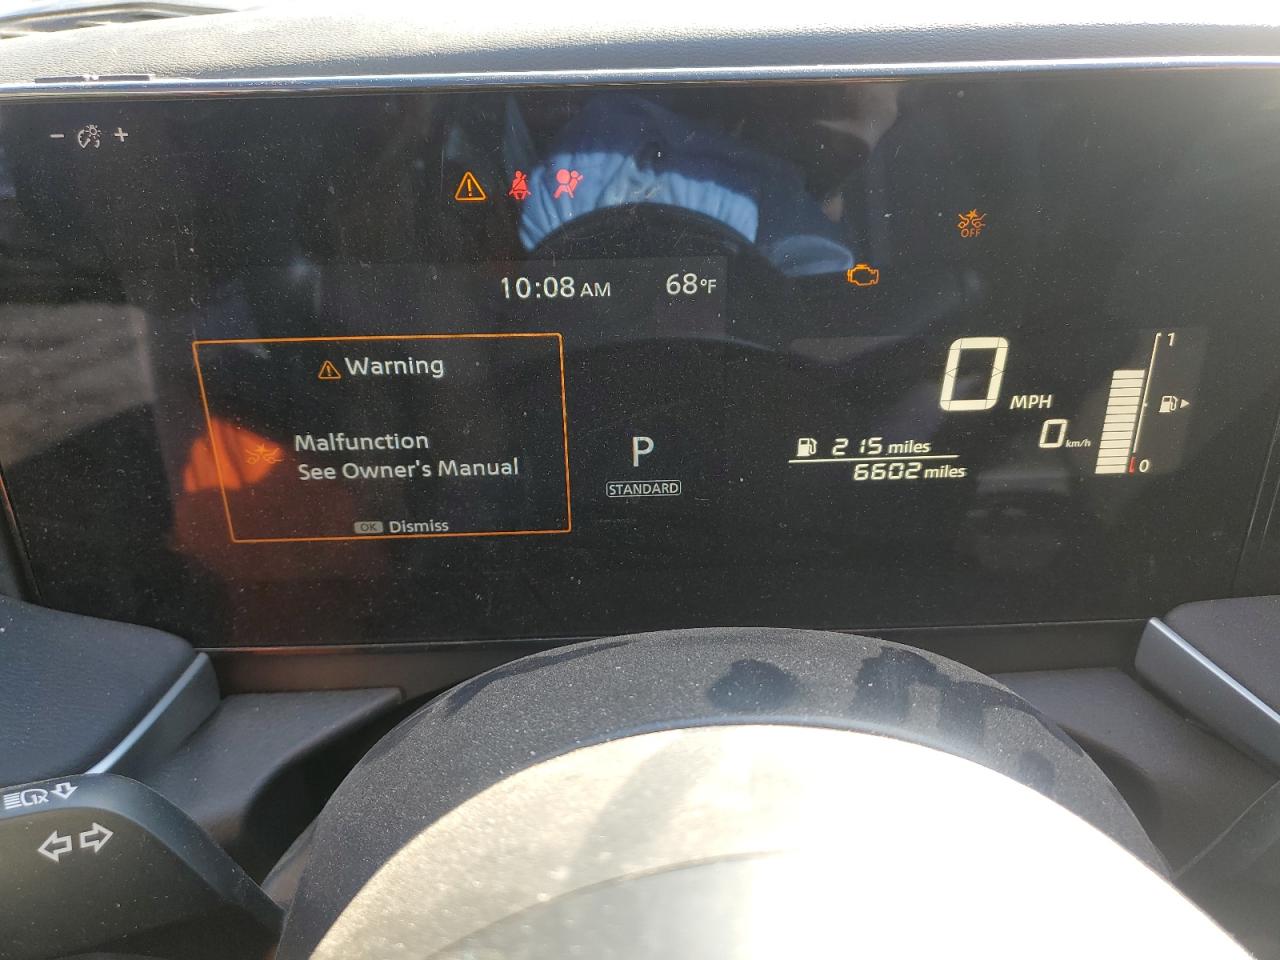 - +
OFF
10:08 AM 68°F
Warning
Malfunction
See Owner's Manual
OK Dismiss
P
STANDARD
0 MPH
0 km/h
215 miles
6602 miles
1
0
1x